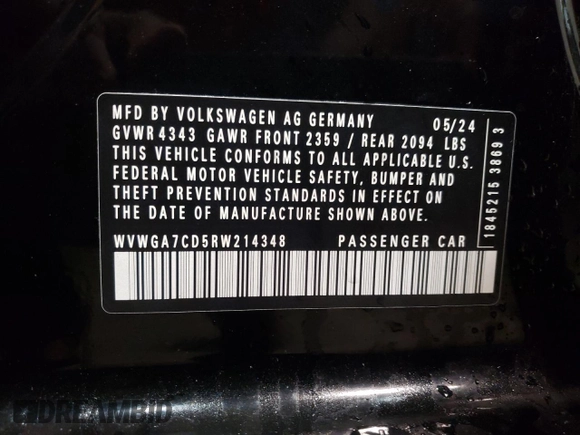 MFD BY VOLKSWAGEN AG GERMANY 05/24
GVWR 4343 GAWR FRONT 2359 / REAR 2094 LBS
THIS VEHICLE CONFORMS TO ALL APPLICABLE U.S.
FEDERAL MOTOR VEHICLE SAFETY, BUMPER AND
THEFT PREVENTION STANDARDS IN EFFECT ON
THE DATE OF MANUFACTURE SHOWN ABOVE.
WVWGA7CD5RW214348 PASSENGER CAR
1845215 3869 3
DREAMBID